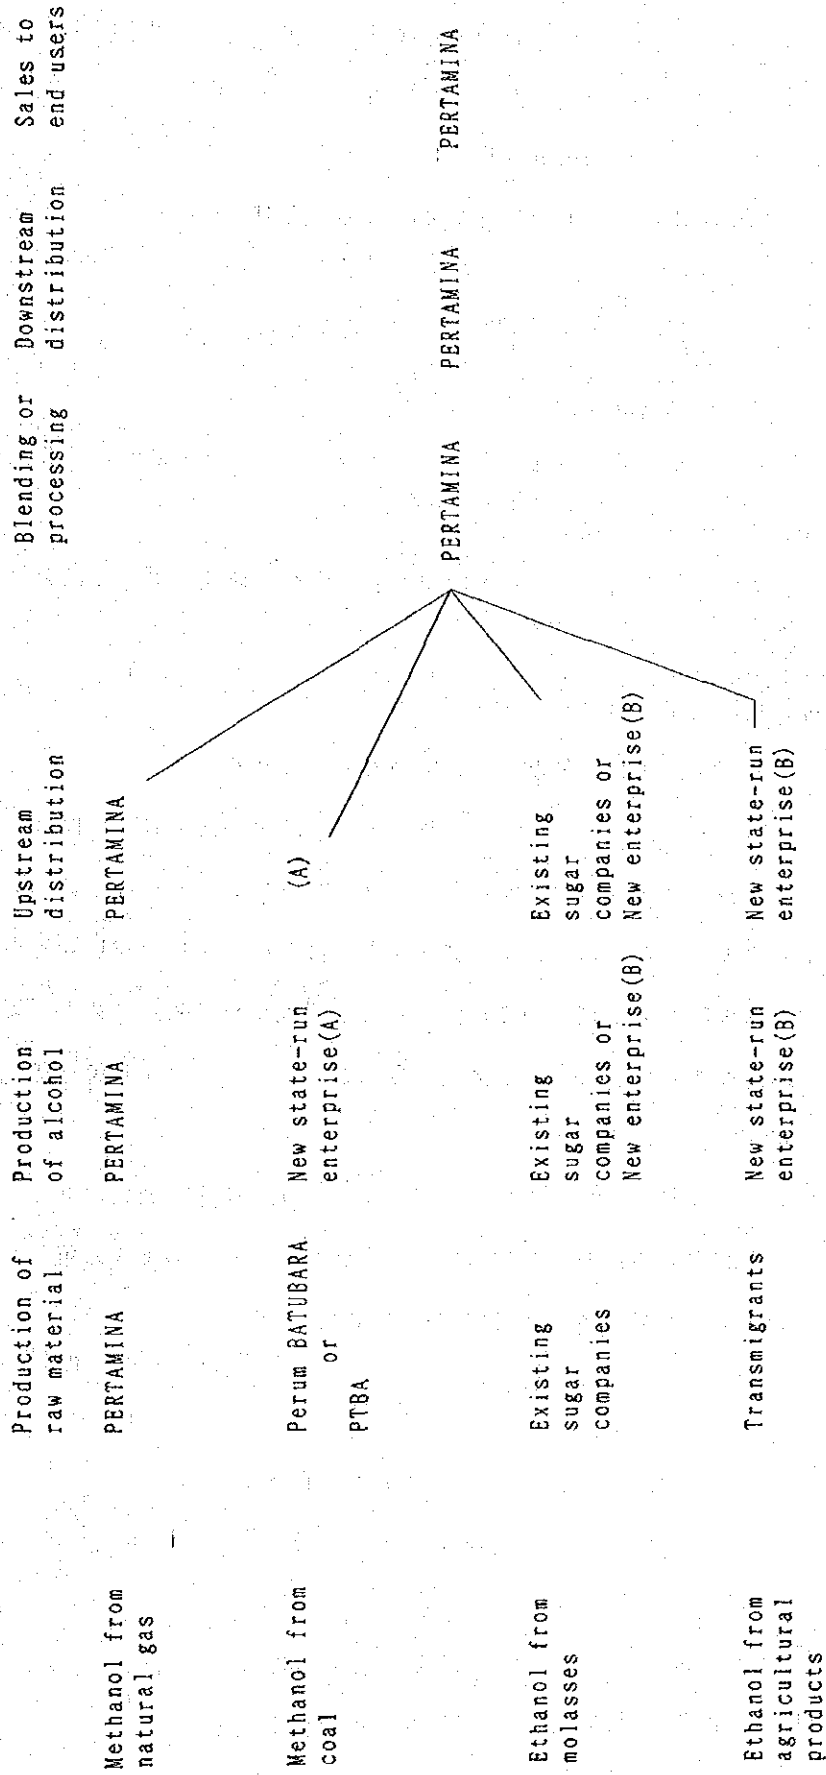 Production of
raw material
Production
of alcohol
Upstream
distribution
Blending or
processing
Downstream
distribution
Sales to
end users
Methanol from
natural gas
PERTAMINA
PERTAMINA
PERTAMINA
Methanol from
coal
Perum BATUBARA
or
PTBA
New state-run
enterprise(A)
(A)
PERTAMINA
PERTAMINA
PERTAMINA
Ethanol from
molasses
Existing
sugar
companies
Existing
sugar
companies or
New enterprise(B)
Existing
sugar
companies or
New enterprise(B)
Ethanol from
agricultural
products
Transmigrants
New state-run
enterprise(B)
New state-run
enterprise(B)